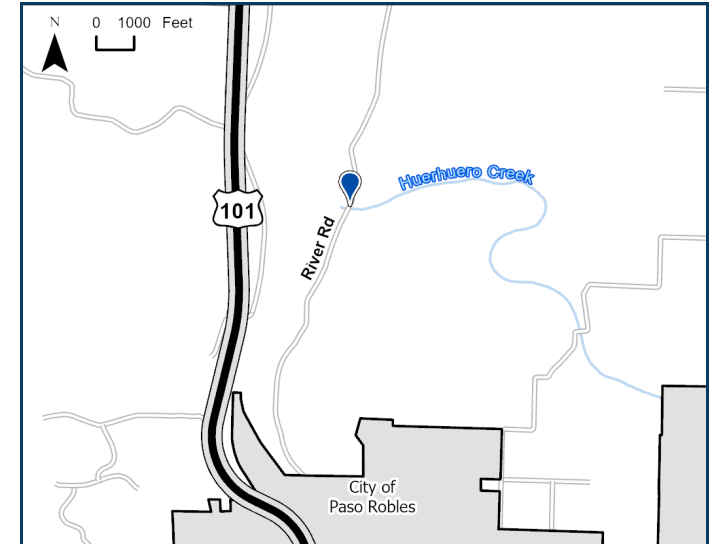 N
0 1000 Feet
Huerhuero Creek
101
River Rd
City of
Paso Robles